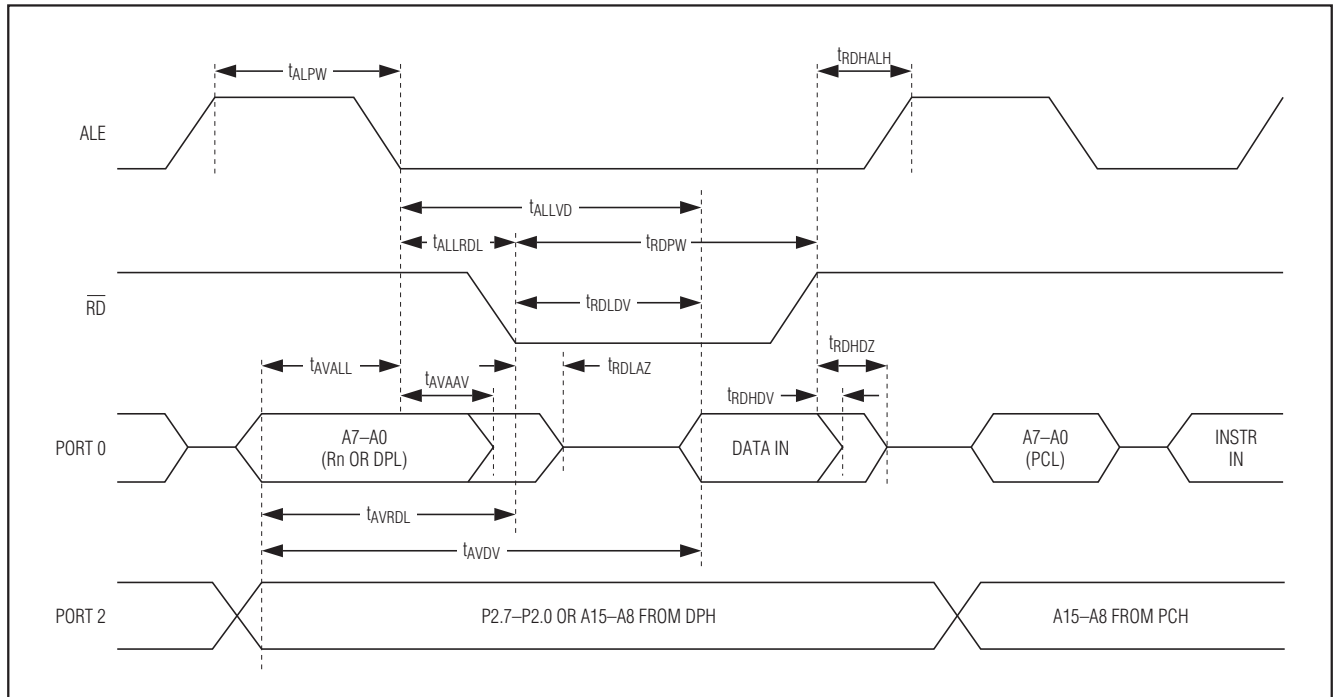 tALPW
tRDHALH
ALE
tALLVD
tALLRDL
tRDPW
RD
tRDLDV
tAVALL
tAVAAV
tRDLAZ
tRDHDZ
tRDHDV
PORT 0
A7–A0
(Rn OR DPL)
DATA IN
A7–A0
(PCL)
INSTR
IN
tAVRDL
tAVDV
PORT 2
P2.7–P2.0 OR A15–A8 FROM DPH
A15–A8 FROM PCH